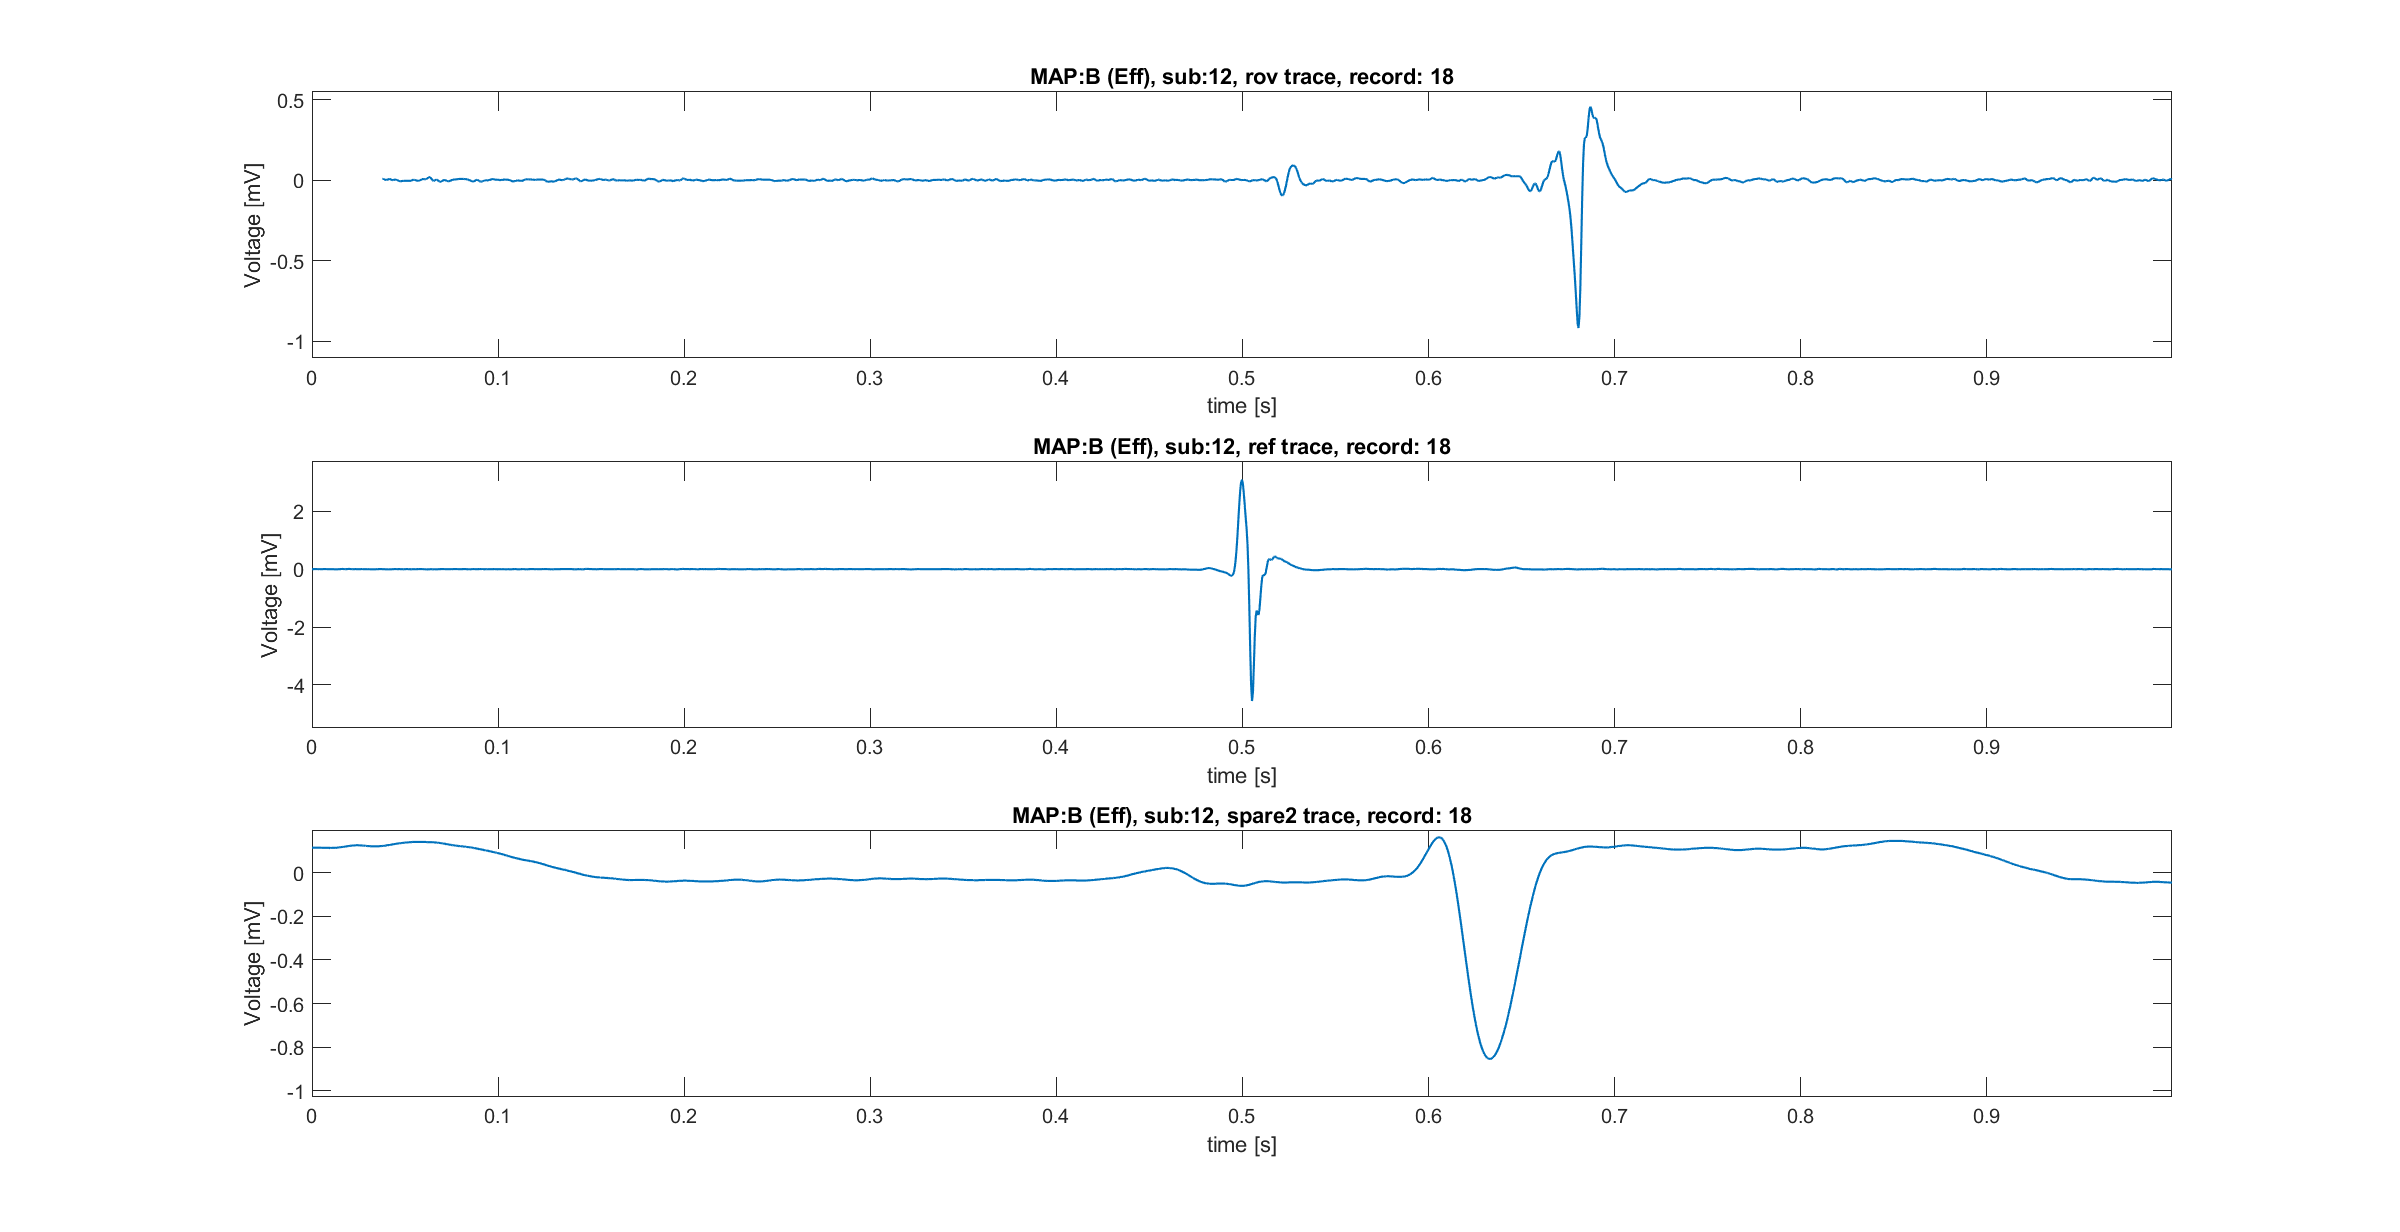 MAP:B (Eff), sub:12, rov trace, record: 18
0.5
0
-0.5
-1
Voltage [mV]
0 0.1 0.2 0.3 0.4 0.5 0.6 0.7 0.8 0.9
time [s]
MAP:B (Eff), sub:12, ref trace, record: 18
2
0
-2
-4
Voltage [mV]
0 0.1 0.2 0.3 0.4 0.5 0.6 0.7 0.8 0.9
time [s]
MAP:B (Eff), sub:12, spare2 trace, record: 18
0
-0.2
-0.4
-0.6
-0.8
-1
Voltage [mV]
0 0.1 0.2 0.3 0.4 0.5 0.6 0.7 0.8 0.9
time [s]